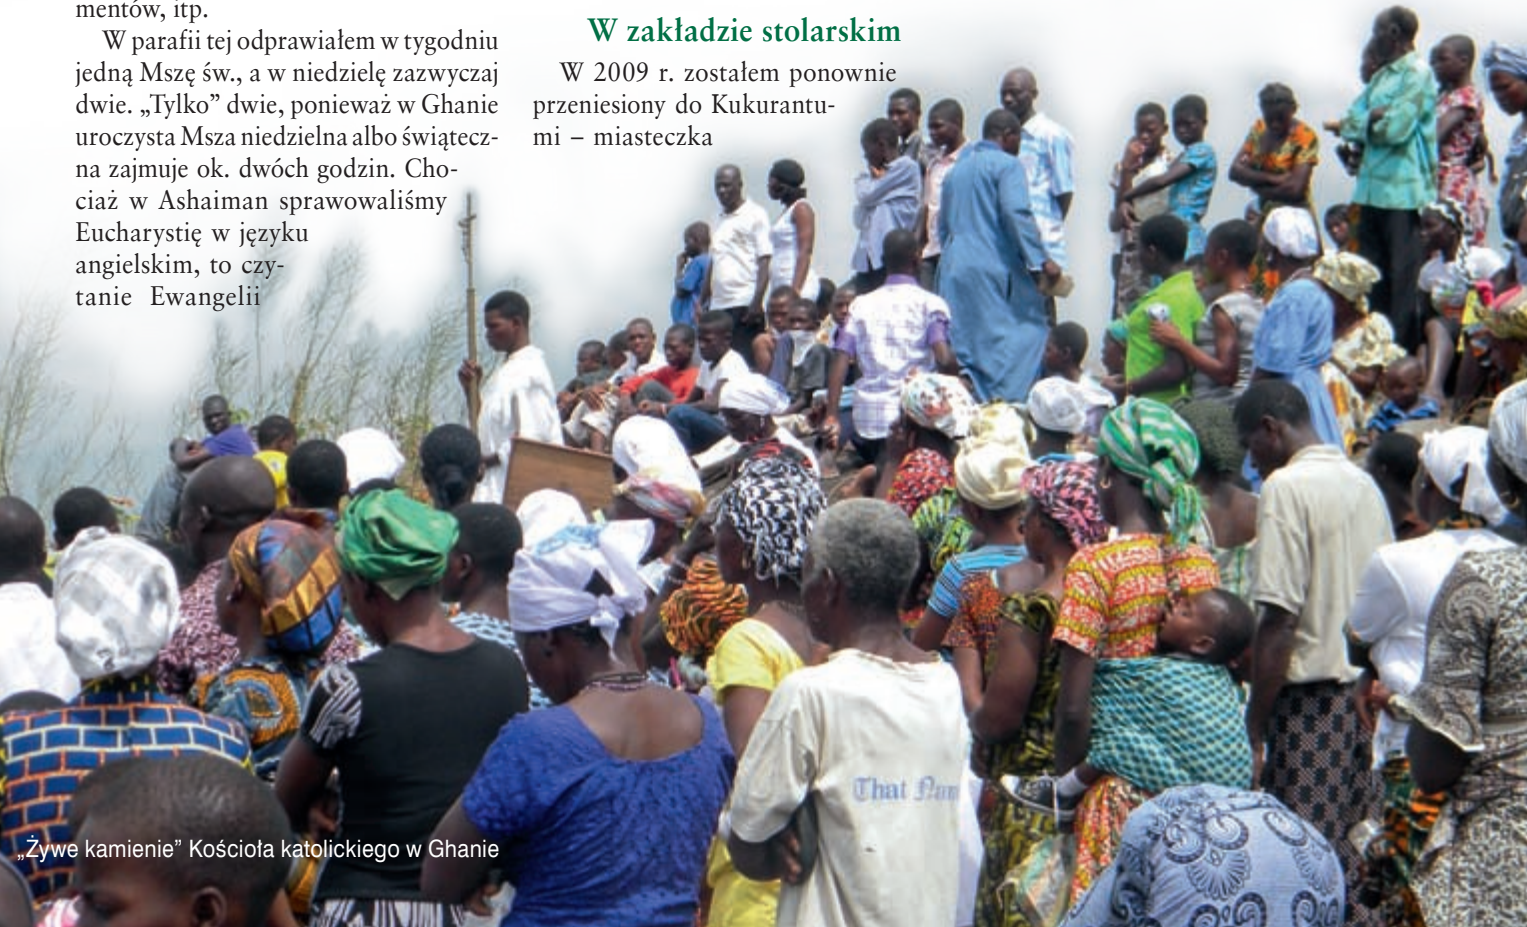 mentów, itp.
W parafii tej odprawiałem w tygodniu
jedną Mszę św., a w niedzielę zazwyczaj
dwie. „Tylko” dwie, ponieważ w Ghanie
uroczysta Msza niedzielna albo świątecz-
na zajmuje ok. dwóch godzin. Cho-
ciaż w Ashaiman sprawowaliśmy
Eucharystię w języku
angielskim, to czy-
tanie Ewangelii
W zakładzie stolarskim
W 2009 r. zostałem ponownie
przeniesiony do Kukurantu-
mi – miasteczka
That
„Żywe kamienie” Kościoła katolickiego w Ghanie